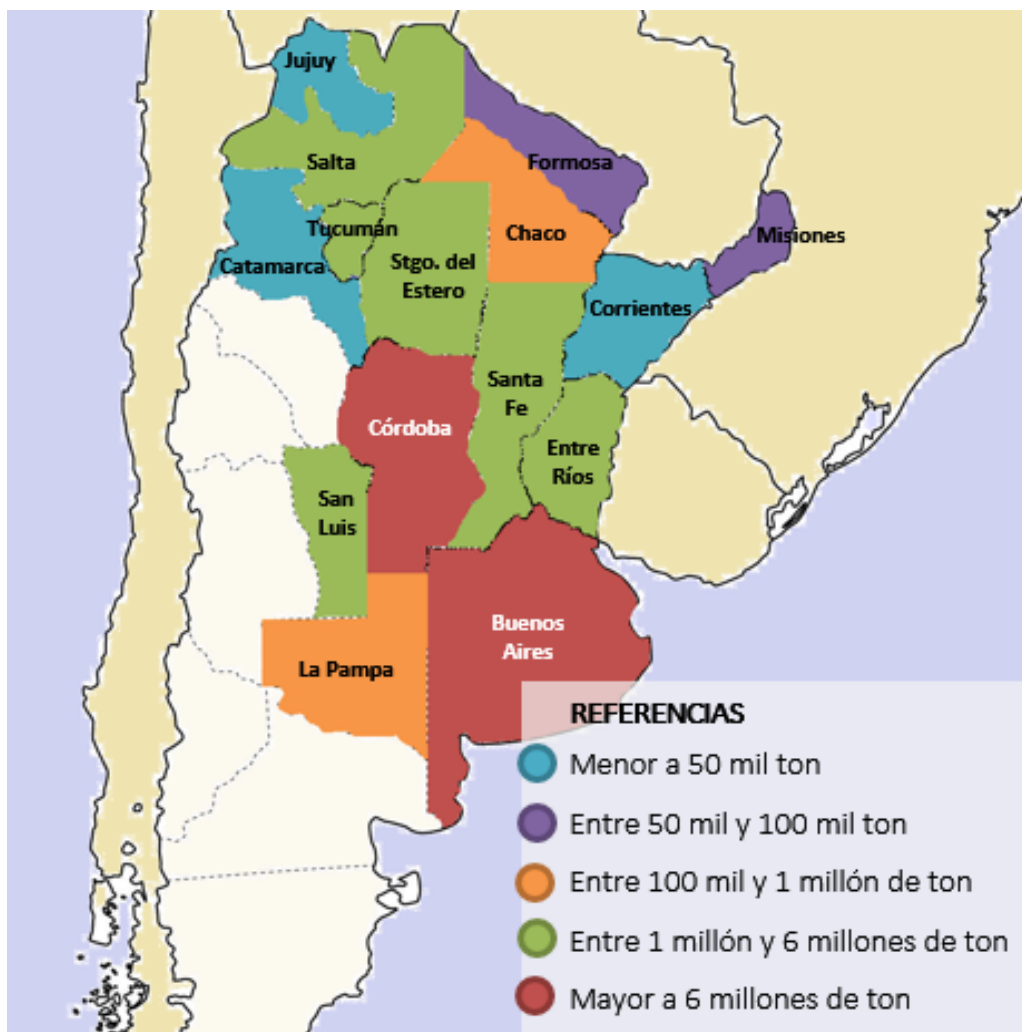 Jujuy
Salta
Formosa
Tucumán
Chaco
Misiones
Catamarca
Stgo. del
Estero
Corrientes
Santa
Fe
Córdoba
Entre
Ríos
San
Luis
Buenos
Aires
La Pampa
REFERENCIAS
Menor a 50 mil ton
Entre 50 mil y 100 mil ton
Entre 100 mil y 1 millón de ton
Entre 1 millón y 6 millones de ton
Mayor a 6 millones de ton